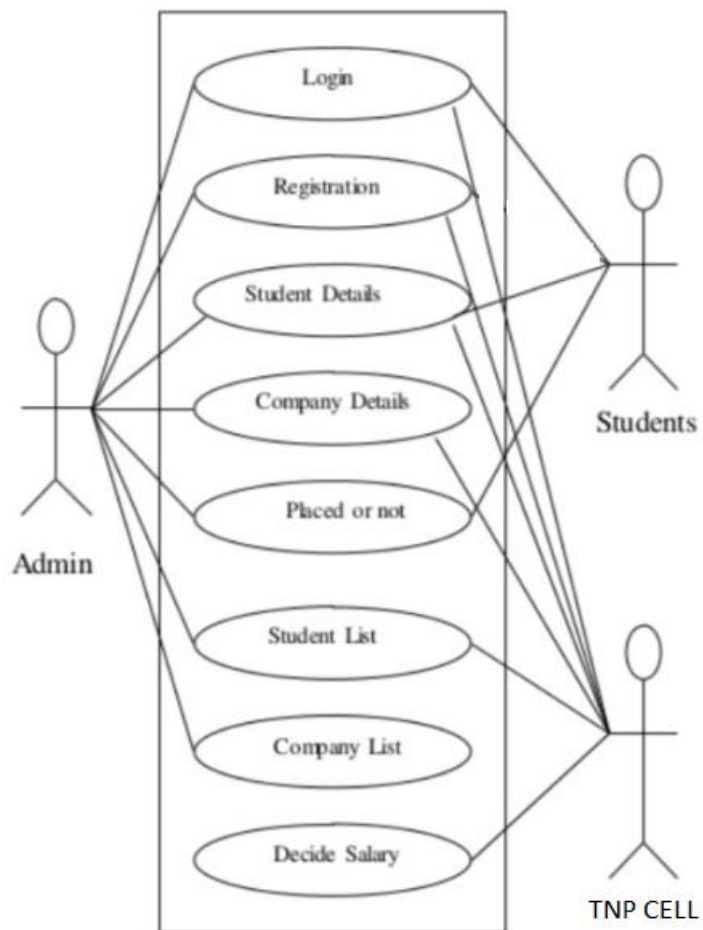 Login
Registration
Student Details
Company Details
Students
Placed or not
Admin
Student List
Company List
Decide Salary
TNP CELL